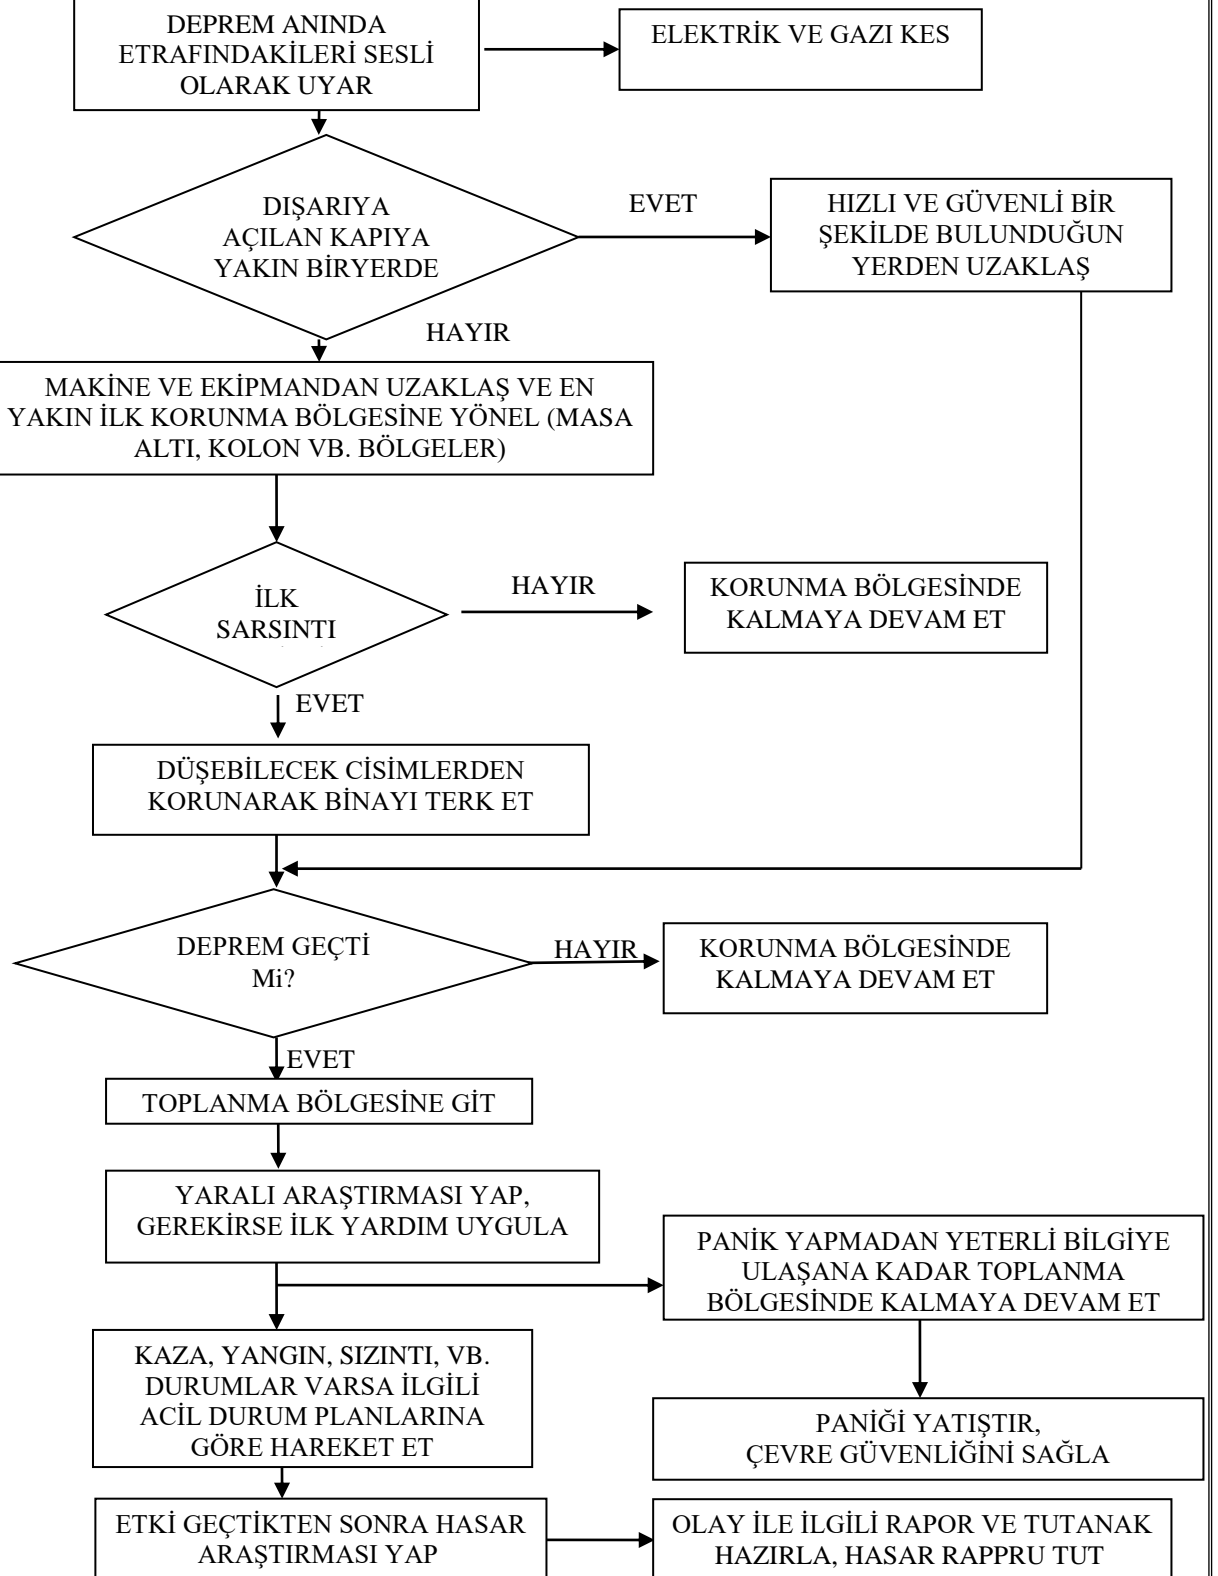 DEPREM ANINDA
ETRAFINDAKİLERİ SESLİ
OLARAK UYAR
ELEKTRİK VE GAZI KES
DIŞARIYA
AÇILAN KAPIYA
YAKIN BİRYERDE
EVET
HIZLI VE GÜVENLİ BİR
ŞEKİLDE BULUNDUĞUN
YERDEN UZAKLAŞ
HAYIR
MAKİNE VE EKİPMANDAN UZAKLAŞ VE EN
YAKIN İLK KORUNMA BÖLGESİNE YÖNEL (MASA
ALTI, KOLON VB. BÖLGELER)
İLK
SARSINTI
HAYIR
KORUNMA BÖLGESİNDE
KALMAYA DEVAM ET
EVET
DÜŞEBİLECEK CİSİMLERDEN
KORUNARAK BİNAYI TERK ET
DEPREM GEÇTİ
Mi?
HAYIR
KORUNMA BÖLGESİNDE
KALMAYA DEVAM ET
EVET
TOPLANMA BÖLGESİNE GİT
YARALI ARAŞTIRMASI YAP,
GEREKİRSE İLK YARDIM UYGULA
PANİK YAPMADAN YETERLİ BİLGİYE
ULAŞANA KADAR TOPLANMA
BÖLGESİNDE KALMAYA DEVAM ET
KAZA, YANGIN, SIZINTI, VB.
DURUMLAR VARSA İLGİLİ
ACİL DURUM PLANLARINA
GÖRE HAREKET ET
PANİĞİ YATIŞTIR,
ÇEVRE GÜVENLİĞİNİ SAĞLA
ETKİ GEÇTİKTEN SONRA HASAR
ARAŞTIRMASI YAP
OLAY İLE İLGİLİ RAPOR VE TUTANAK
HAZIRLA, HASAR RAPPRU TUT